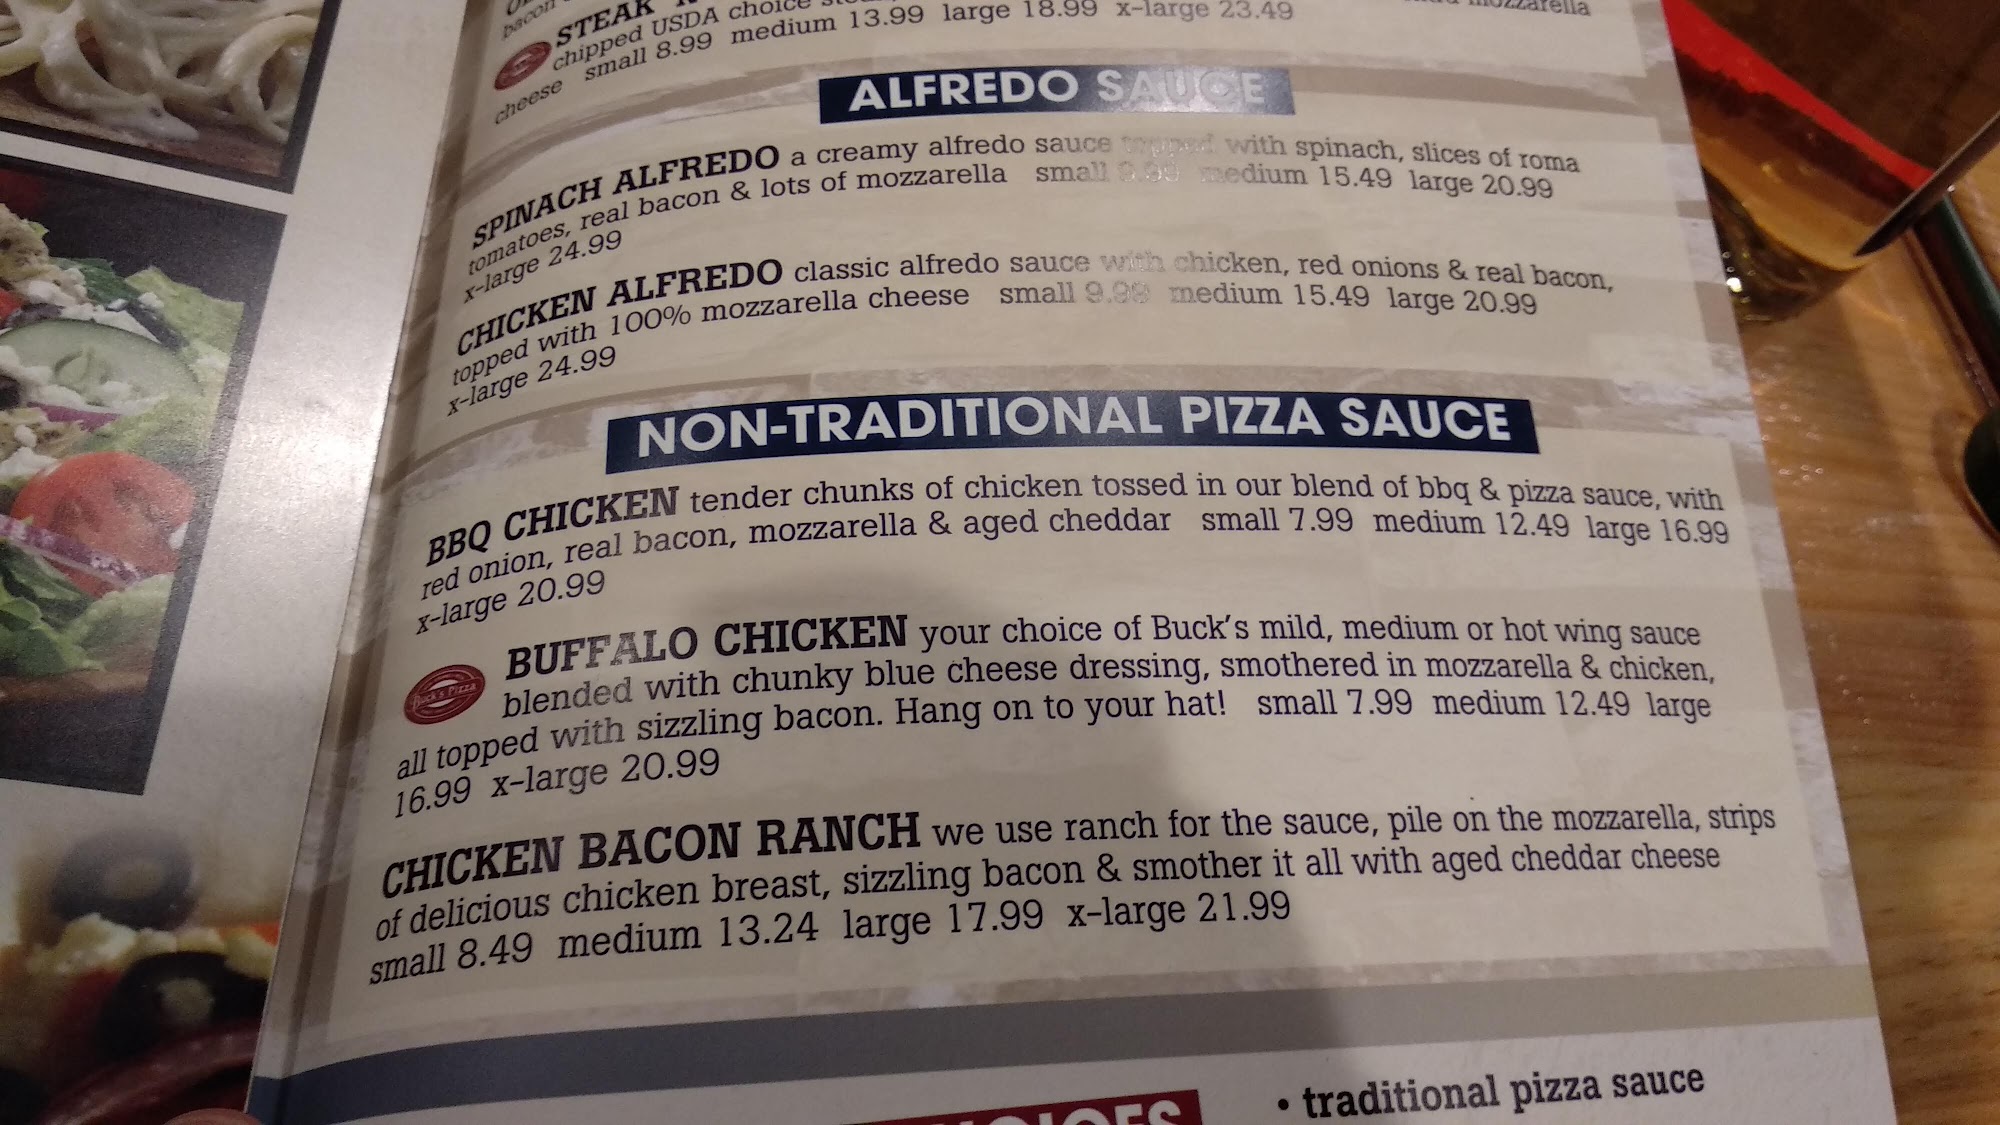 bacon
STEAK
chipped USDA choice
mozzarella
cheese small 8.99 medium 13.99 large 18.99 x-large 23.49
ALFREDO SAUCE
SPINACH ALFREDO a creamy alfredo sauce topped with spinach, slices of roma
tomatoes, real bacon & lots of mozzarella small 9.99 medium 15.49 large 20.99
x-large 24.99
CHICKEN ALFREDO classic alfredo sauce with chicken, red onions & real bacon,
topped with 100% mozzarella cheese small 9.99 medium 15.49 large 20.99
x-large 24.99
NON-TRADITIONAL PIZZA SAUCE
BBQ CHICKEN tender chunks of chicken tossed in our blend of bbq & pizza sauce, with
red onion, real bacon, mozzarella & aged cheddar small 7.99 medium 12.49 large 16.99
x-large 20.99
Buck's Pizza
BUFFALO CHICKEN your choice of Buck's mild, medium or hot wing sauce
blended with chunky blue cheese dressing, smothered in mozzarella & chicken,
all topped with sizzling bacon. Hang on to your hat! small 7.99 medium 12.49 large
16.99 x-large 20.99
CHICKEN BACON RANCH we use ranch for the sauce, pile on the mozzarella, strips
of delicious chicken breast, sizzling bacon & smother it all with aged cheddar cheese
small 8.49 medium 13.24 large 17.99 x-large 21.99
• traditional pizza sauce